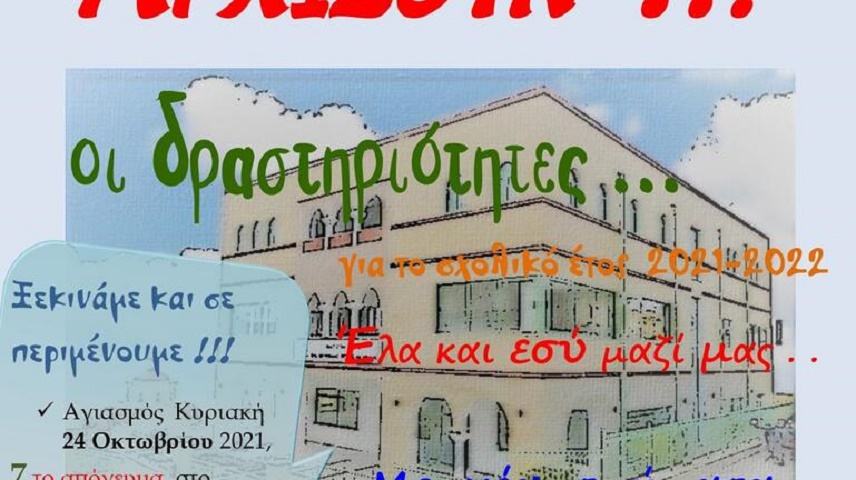 οι δραστηριότητες ...
για το σχολικό έτος 2021-2022
Έλα και εσύ μαζί μας . .
Ξεκινάμε και σε
περιμένουμε !!!
✓ Αγιασμός Κυριακή
24 Οκτωβρίου 2021,
7 το απόγευμα, στο